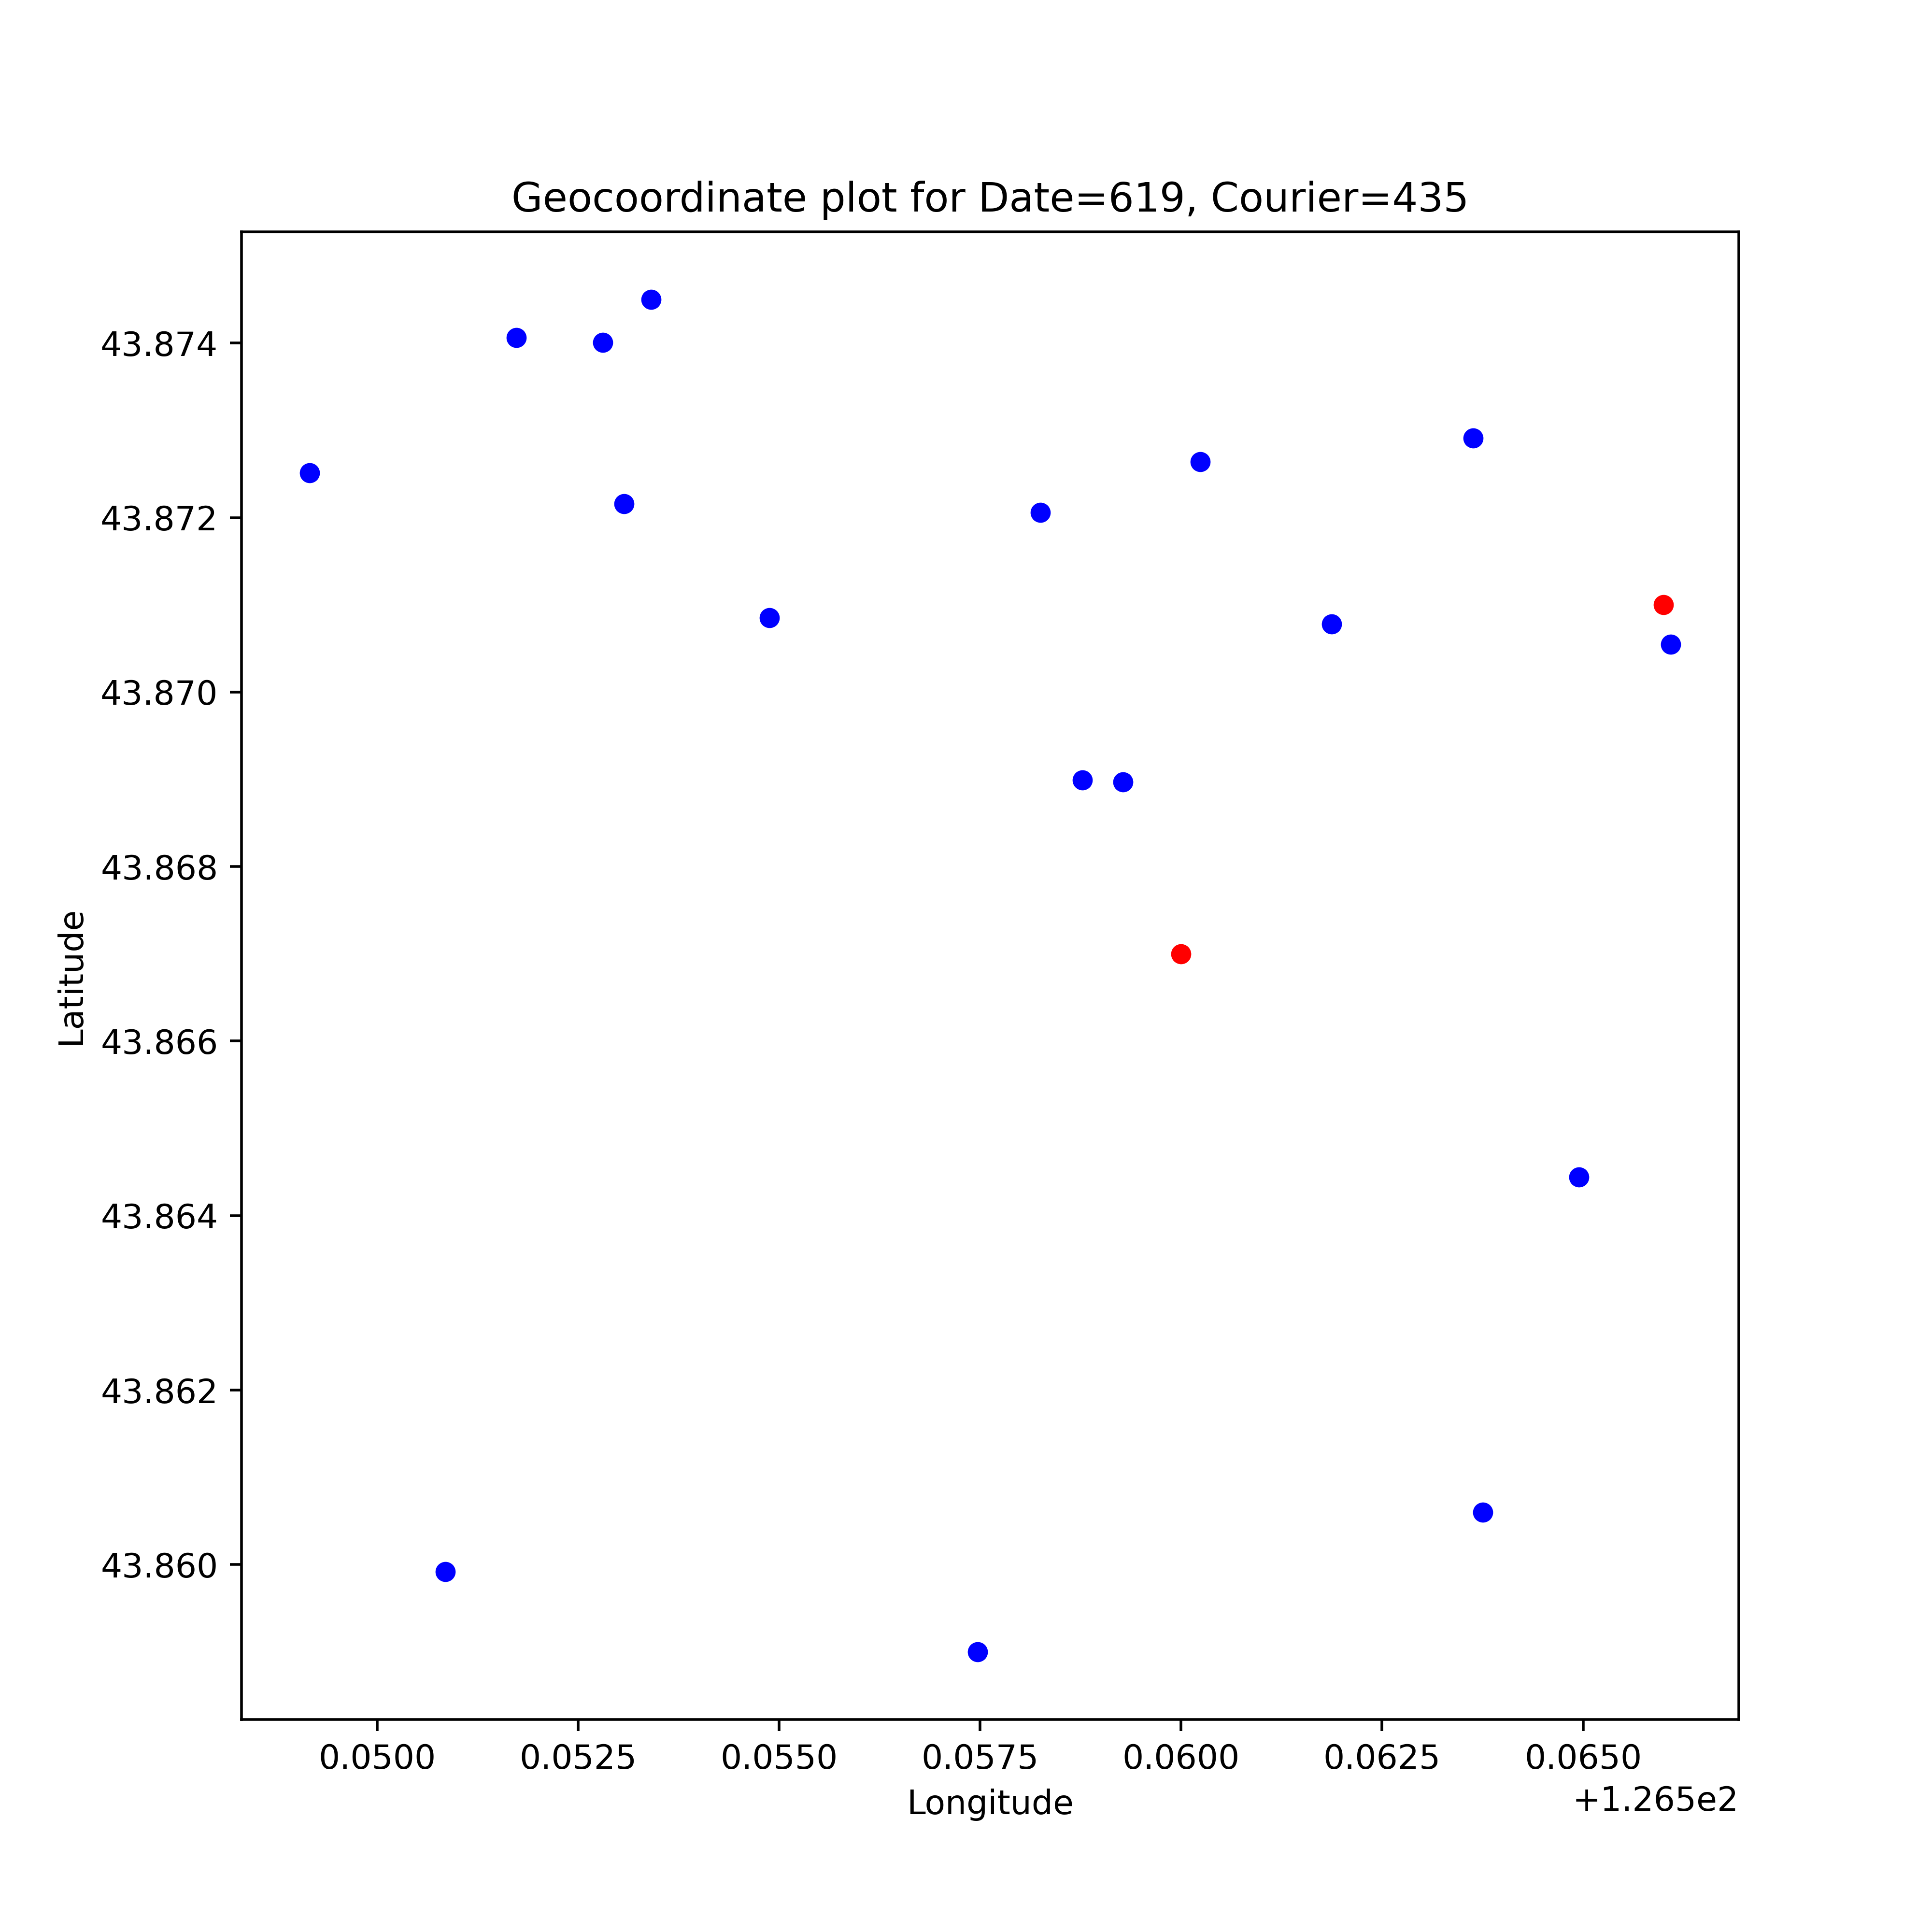 Geocoordinate plot for Date=619, Courier=435
43.874
43.872
43.870
43.868
43.866
43.864
43.862
43.860
Latitude
0.0500 0.0525 0.0550 0.0575 0.0600 0.0625 0.0650
+1.265e2
Longitude